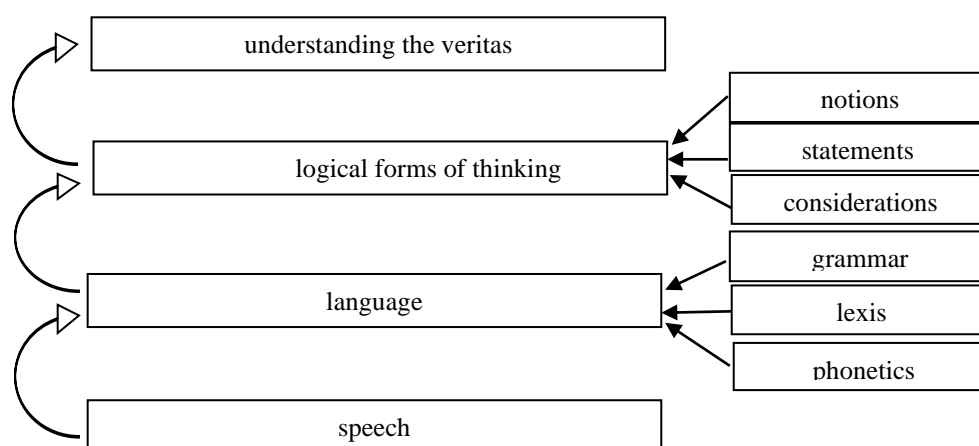 understanding the veritas
notions
logical forms of thinking
statements
considerations
grammar
language
lexis
phonetics
speech